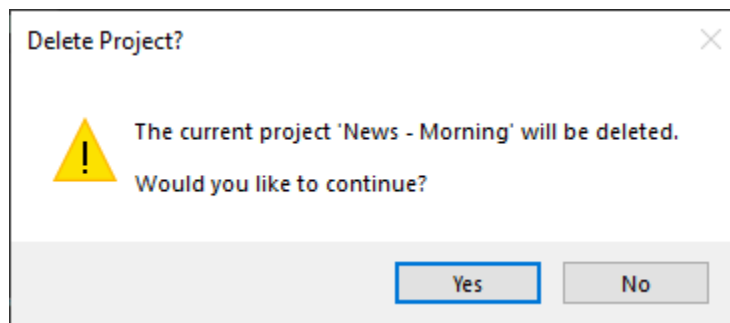 Delete Project?
The current project 'News - Morning' will be deleted.
Would you like to continue?
Yes
No